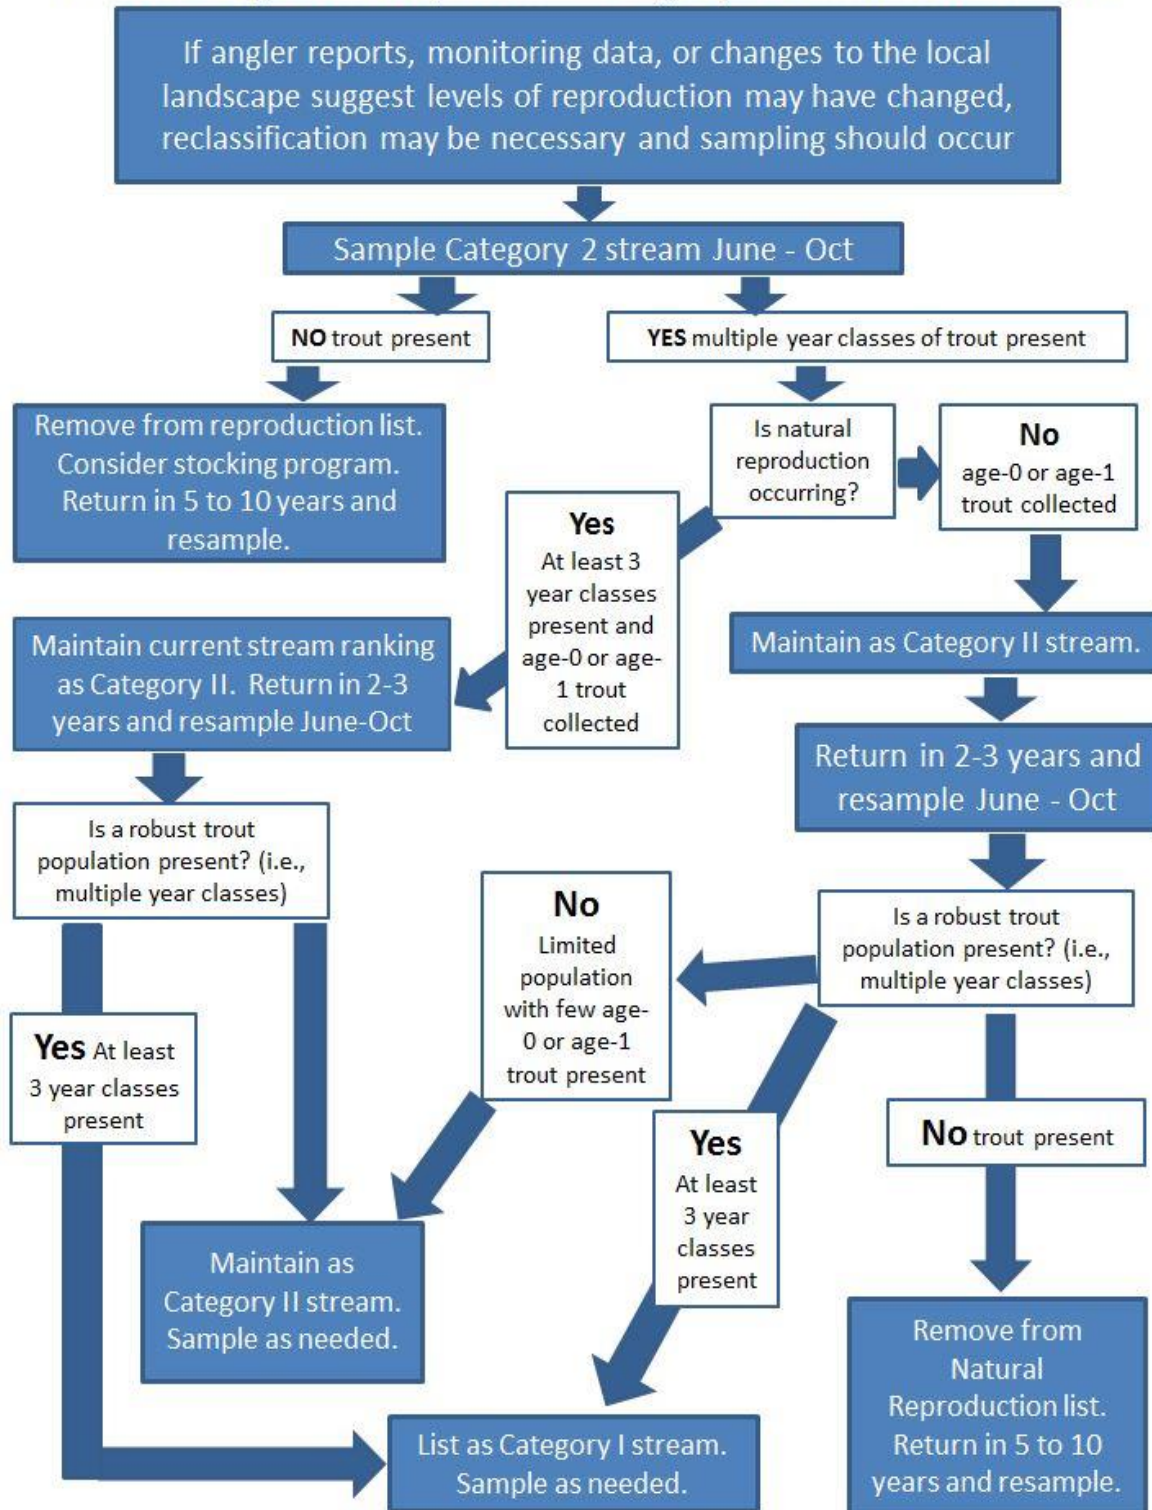 If angler reports, monitoring data, or changes to the local
landscape suggest levels of reproduction may have changed,
reclassification may be necessary and sampling should occur
Sample Category 2 stream June - Oct
NO trout present
YES multiple year classes of trout present
Remove from reproduction list.
Consider stocking program.
Return in 5 to 10 years and
resample.
Is natural
reproduction
occurring?
No
age-0 or age-1
trout collected
Yes
At least 3
year classes
present and
age-0 or age-
1 trout
collected
Maintain current stream ranking
as Category II. Return in 2-3
years and resample June-Oct
Maintain as Category II stream.
Return in 2-3 years and
resample June - Oct
Is a robust trout
population present? (i.e.,
multiple year classes)
No
Limited
population
with few age-
0 or age-1
trout present
Is a robust trout
population present? (i.e.,
multiple year classes)
Yes At least
3 year classes
present
Yes
At least
3 year
classes
present
No trout present
Maintain as
Category II stream.
Sample as needed.
List as Category I stream.
Sample as needed.
Remove from
Natural
Reproduction list.
Return in 5 to 10
years and resample.